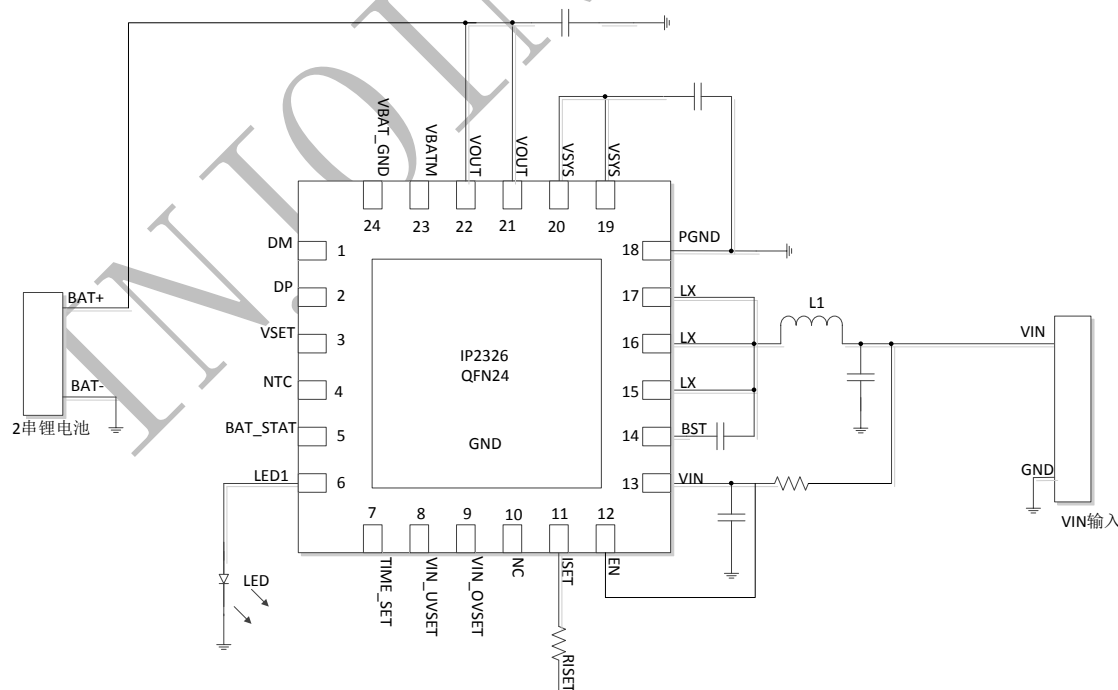 VBAT_GND
VBATM
VOUT
VOUT
VSYS
VSYS
24
23
22
21
20
19
DM
1
DP
2
VSET
3
NTC
4
BAT_STAT
5
LED1
6
18
PGND
17
LX
16
LX
15
LX
14
BST
13
VIN
IP2326
QFN24
GND
7
8
9
10
11
12
TIME_SET
VIN_UVSET
VIN_OVSET
NC
ISET
EN
BAT+
BAT-
2串锂电池
LED
RISET
L1
VIN
GND
VIN输入